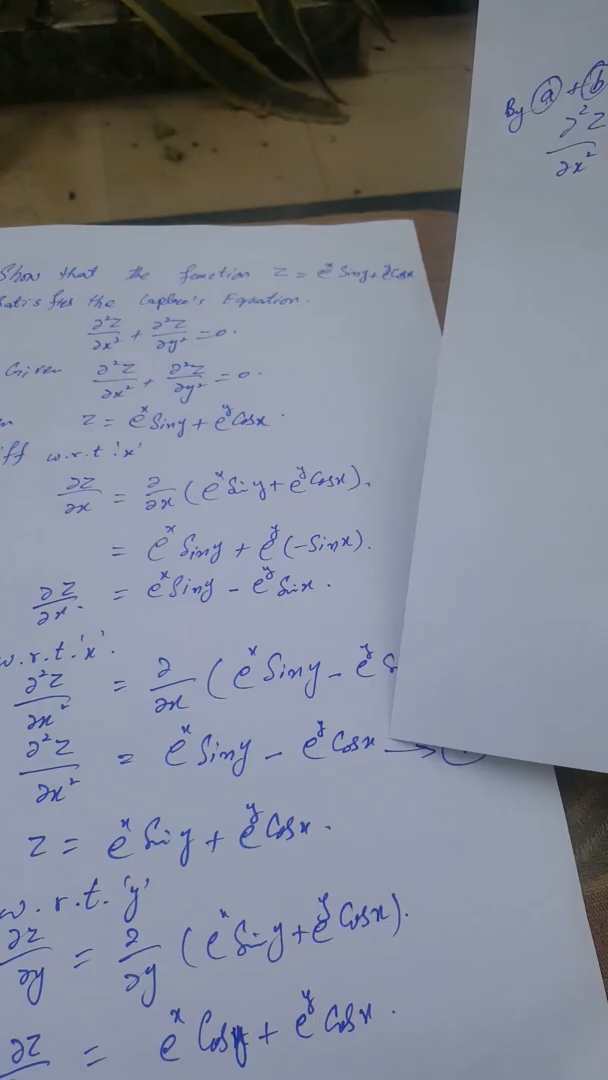 Show that the function z = e^x Siny + e^y Cosx
Satisfies the Laplace's Equation.
∂²z/∂x² + ∂²z/∂y² = 0.
Given ∂²z/∂x² + ∂²z/∂y² = 0.
z = e^x Siny + e^y Cosx.
iff w.r.t 'x'
∂z/∂x = ∂/∂x (e^x Siny + e^y Cosx).
= e^x Siny + e^y (-Sinx).
∂z/∂x. = e^x Siny - e^y Sinx.
w.r.t. 'x'.
∂²z/∂x² = ∂/∂x (e^x Siny - e^y S
∂²z/∂x² = e^x Siny - e^y Cosx →
z = e^x Siny + e^y Cosx.
w.r.t. 'y'
∂z/∂y = ∂/∂y (e^x Siny + e^y Cosx).
∂z = e^x Cosy + e^y Cosx.
By ⓐ + ⓑ
∂²z/∂x²